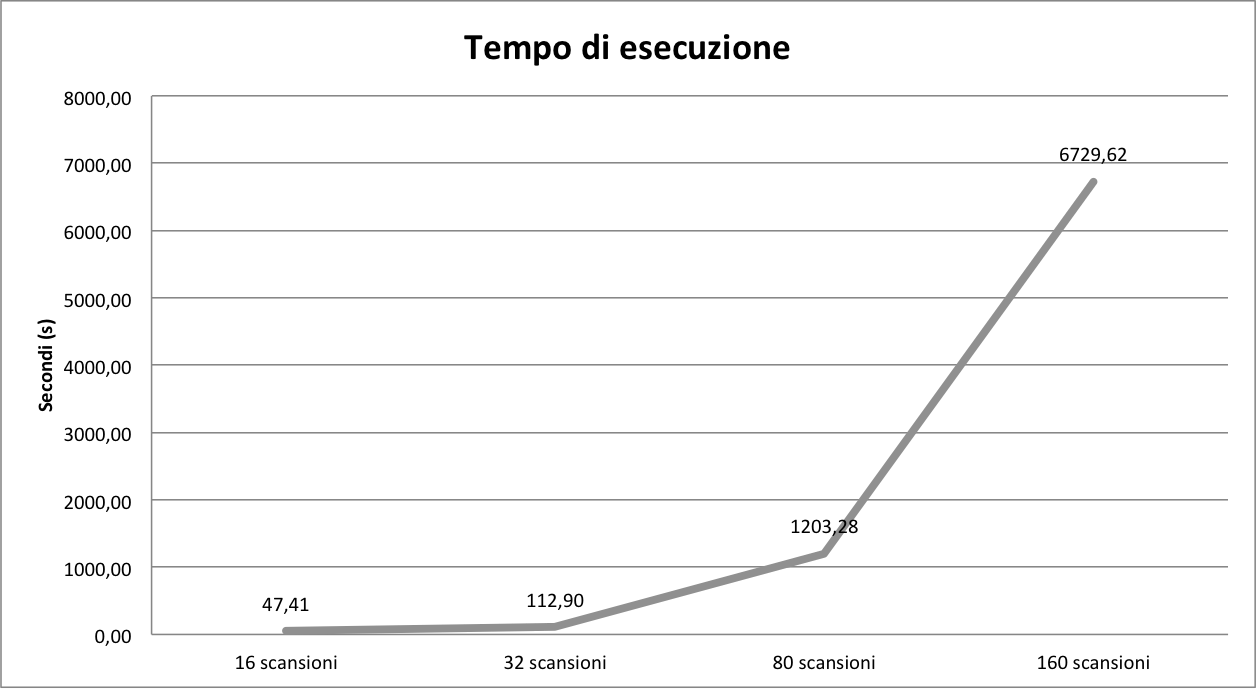 Tempo di esecuzione
8000,00
7000,00
6000,00
5000,00
4000,00
3000,00
2000,00
1000,00
0,00
Secondi (s)
47,41
112,90
1203,28
6729,62
16 scansioni
32 scansioni
80 scansioni
160 scansioni